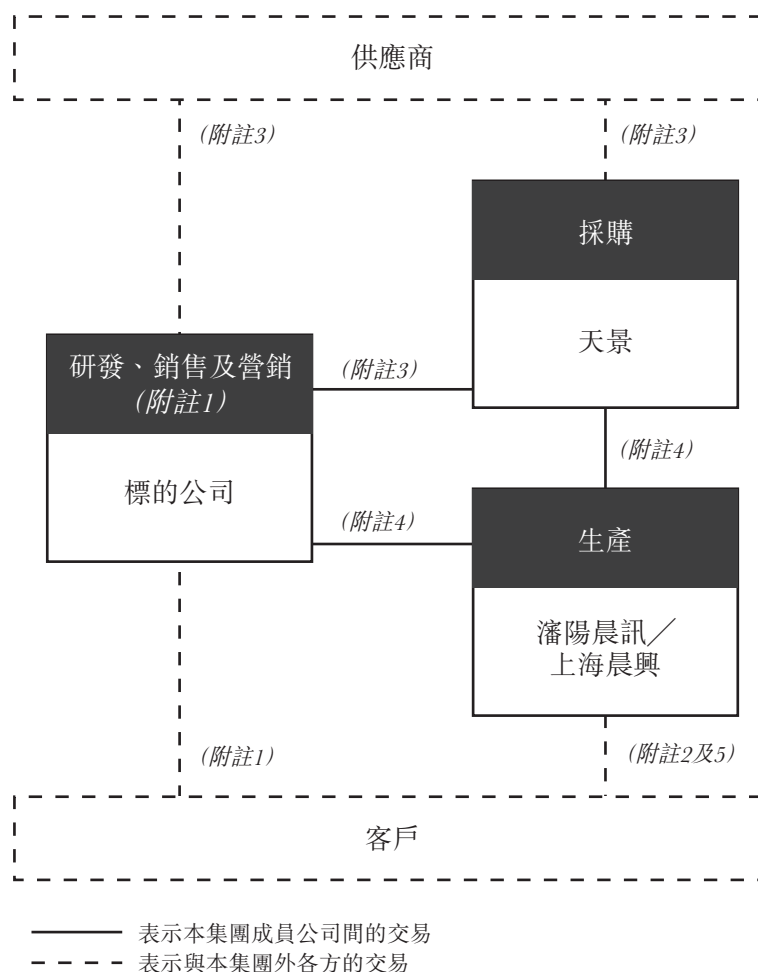 供應商
(附註3)
(附註3)
採購
天景
研發、銷售及營銷
(附註1)
標的公司
(附註3)
(附註4)
(附註4)
生產
瀋陽晨訊／
上海晨興
(附註1)
(附註2及5)
客戶
表示本集團成員公司間的交易
表示與本集團外各方的交易